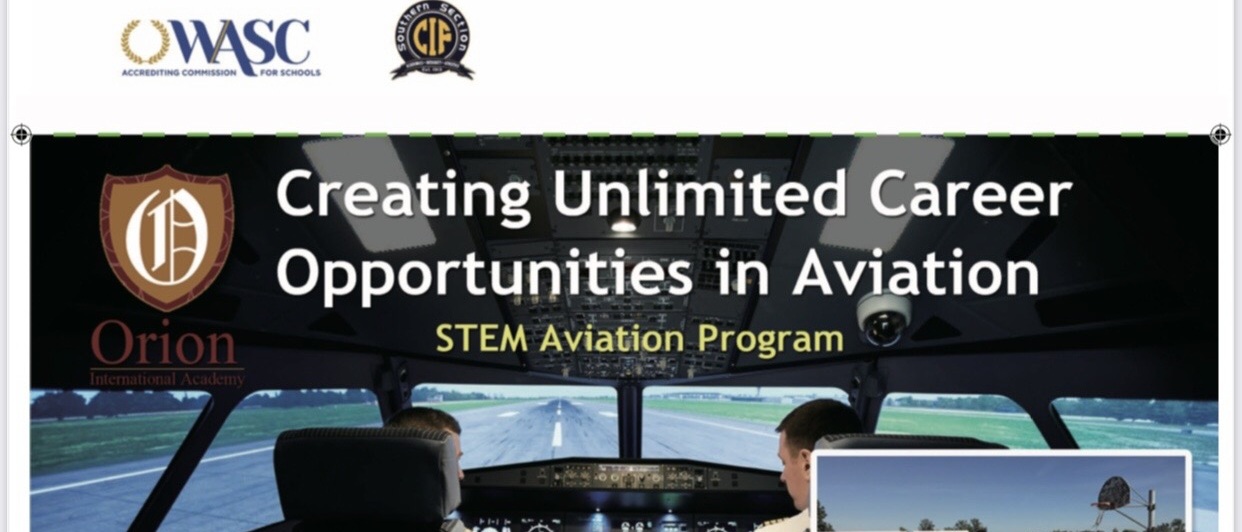 WASC
ACCREDITING COMMISSION FOR SCHOOLS
Southern Section
CIF
Creating Unlimited Career
Opportunities in Aviation
STEM Aviation Program
O
Orion
International Academy